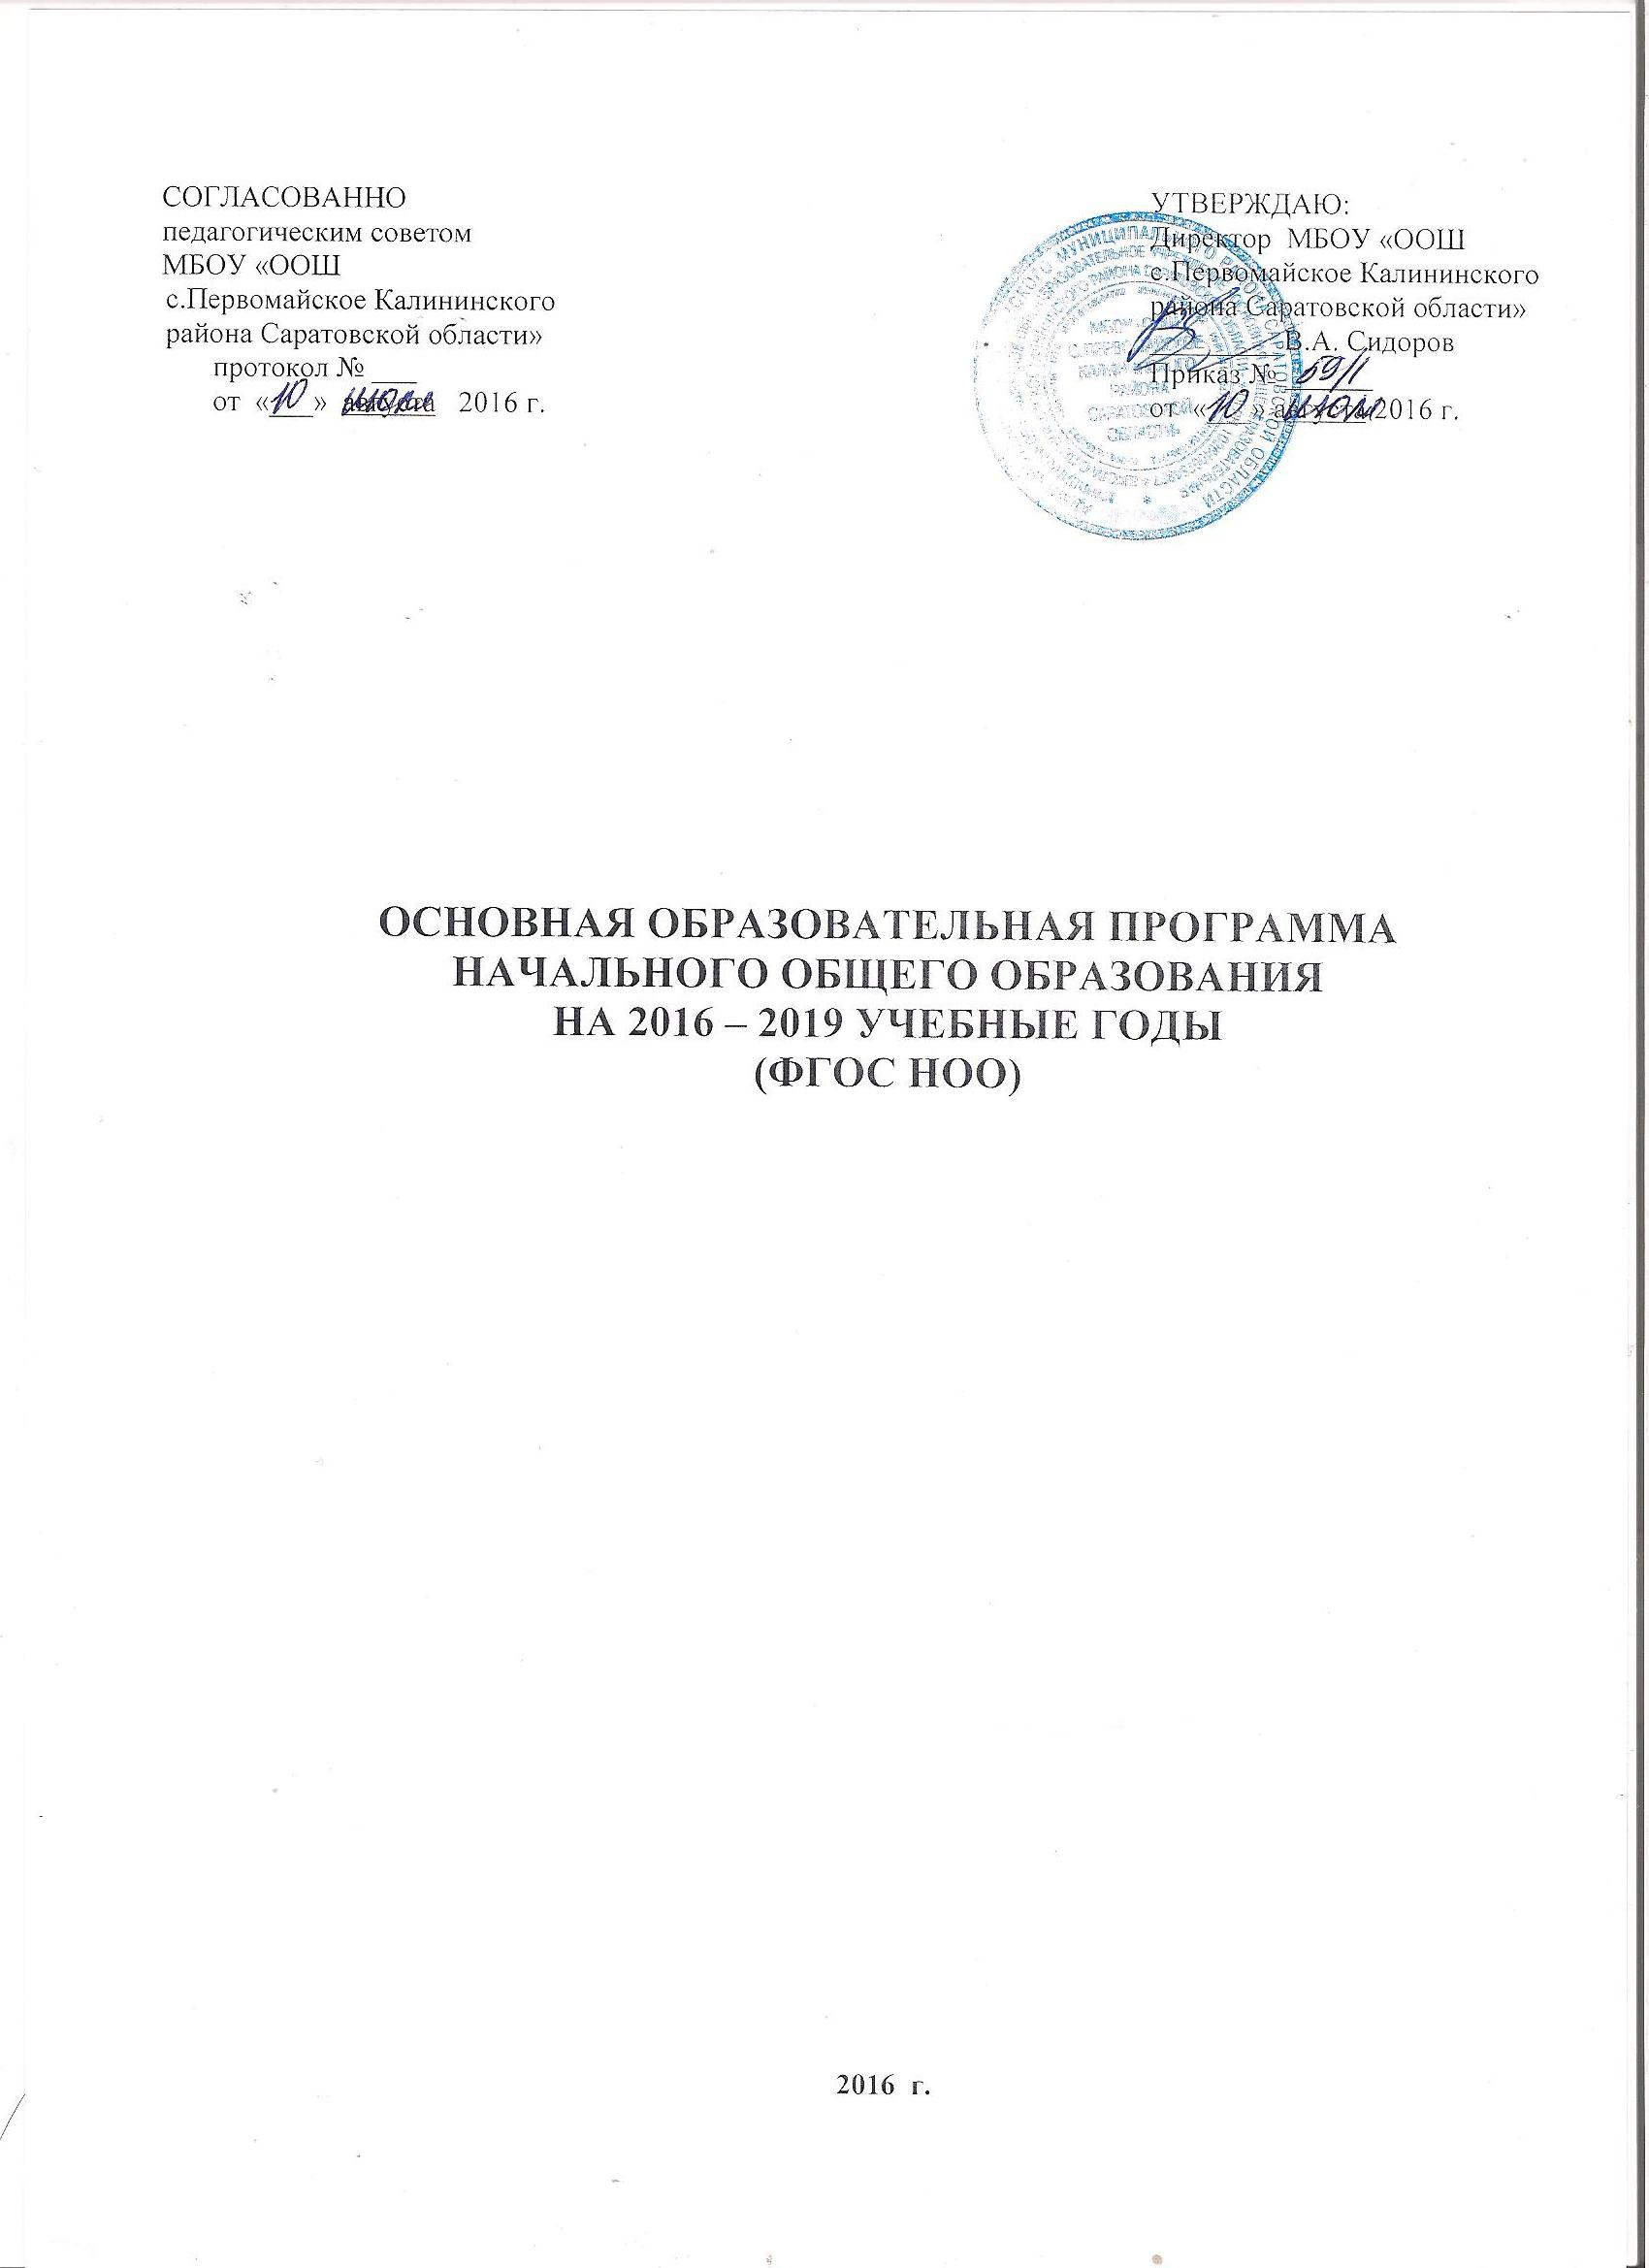 СОГЛАСОВАННО
педагогическим советом
МБОУ «ООШ
с.Первомайское Калининского
района Саратовской области»
протокол № ___
от «10» 2016 г.
УТВЕРЖДАЮ:
Директор МБОУ «ООШ
с.Первомайское Калининского
района Саратовской области»
В.А. Сидоров
Приказ № 59/1
от «10» 2016 г.
ОСНОВНАЯ ОБРАЗОВАТЕЛЬНАЯ ПРОГРАММА
НАЧАЛЬНОГО ОБЩЕГО ОБРАЗОВАНИЯ
НА 2016 – 2019 УЧЕБНЫЕ ГОДЫ
(ФГОС НОО)
2016 г.